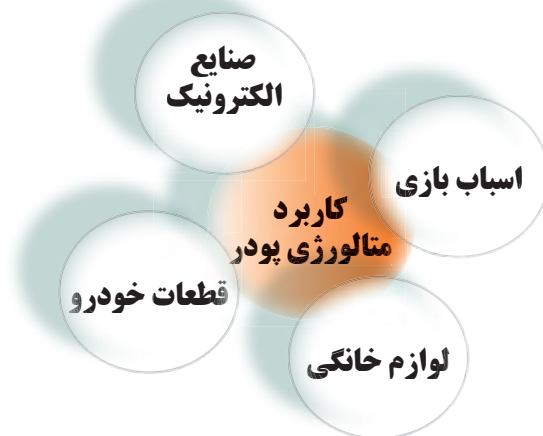 صنایع
الکترونیک
اسباب بازی
کاربرد
متالورژی پودر
قطعات خودرو
لوازم خانگی